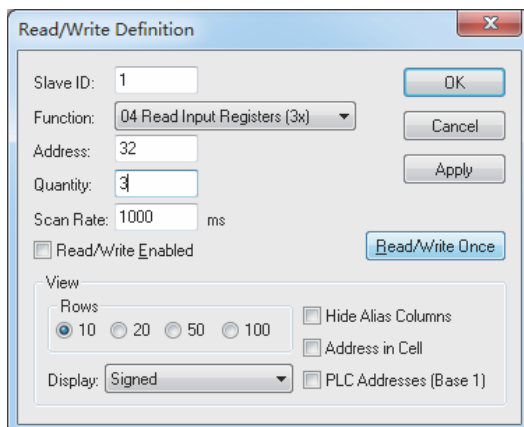 Read/Write Definition
Slave ID: 1
OK
Function: 04 Read Input Registers (3x)
Cancel
Address: 32
Apply
Quantity: 3
Scan Rate: 1000 ms
Read/Write Enabled
Read/Write Once
View
Rows
10 20 50 100
Hide Alias Columns
Address in Cell
Display: Signed
PLC Addresses (Base 1)